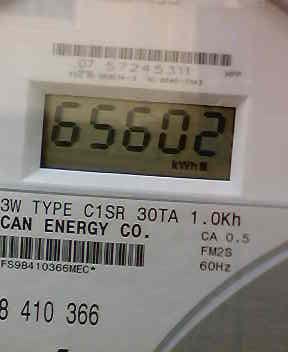 07 57245311
65602
kWh
3W TYPE C1SR 30TA 1.0Kh
CAN ENERGY CO.
CA 0.5
FM2S
FS9B410366MEC*
60Hz
8 410 366